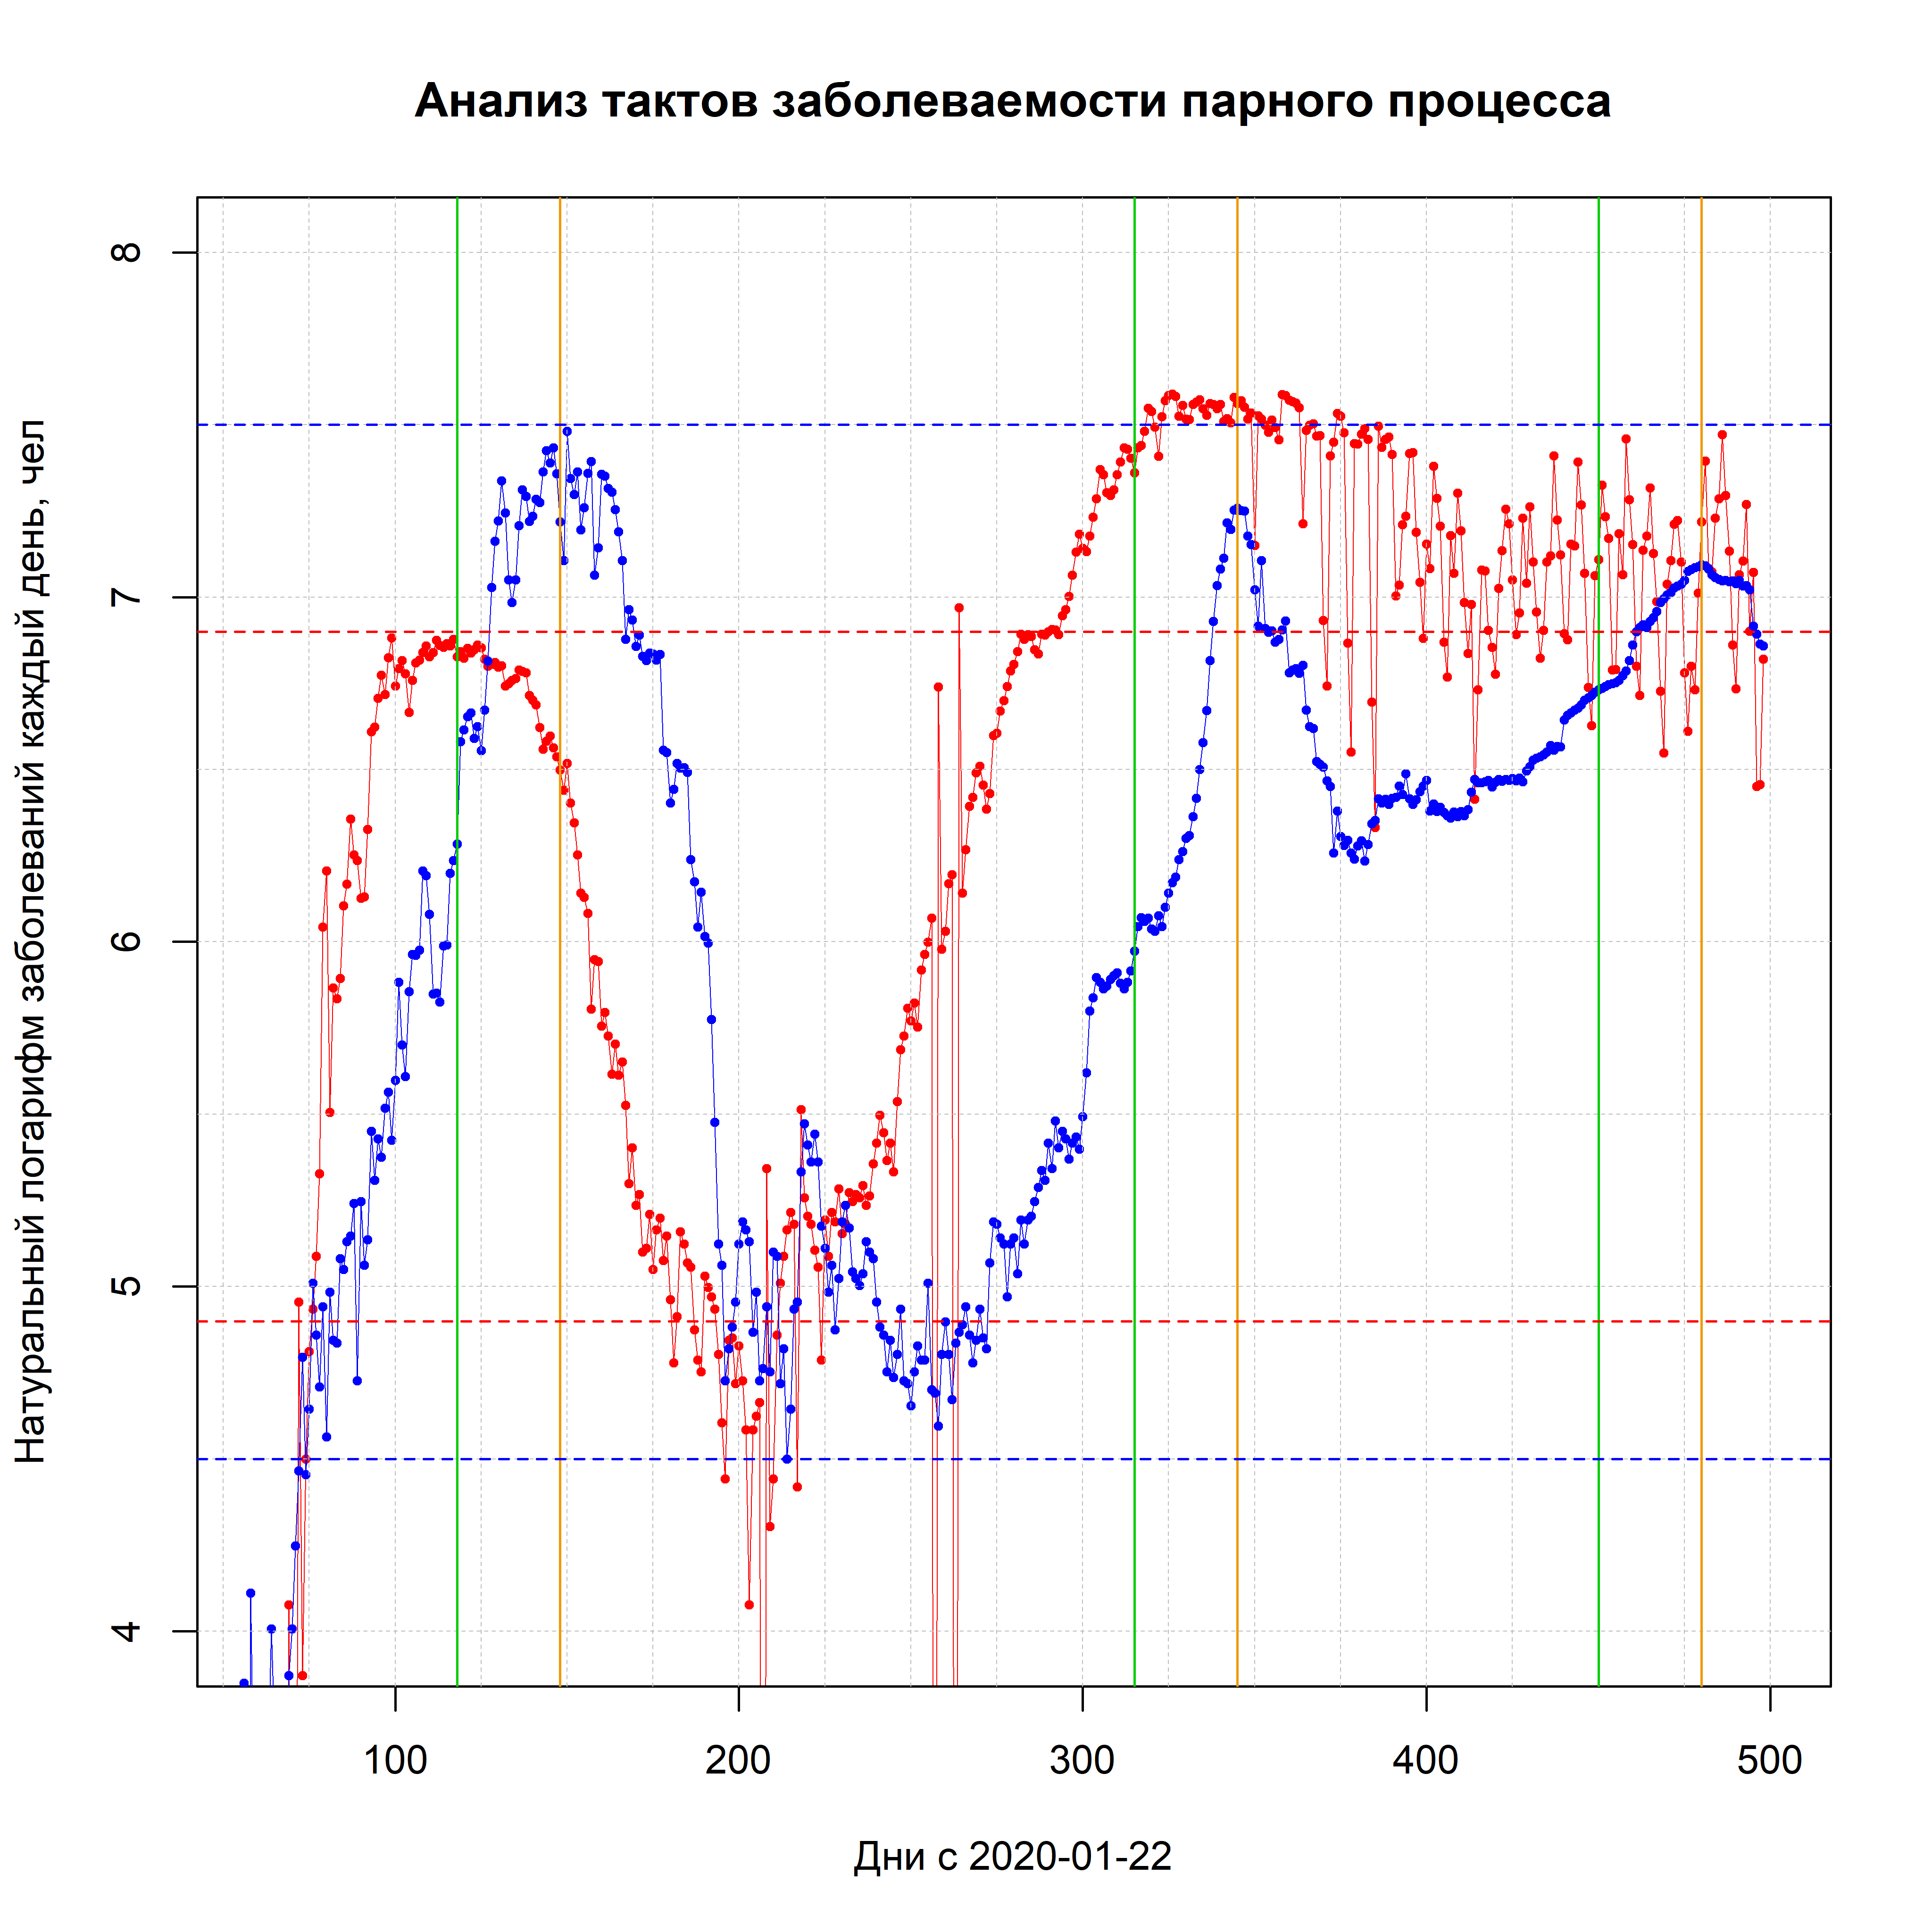 Анализ тактов заболеваемости парного процесса
Натуральный логарифм заболеваний каждый день, чел
8
7
6
5
4
100 200 300 400 500
Дни с 2020-01-22